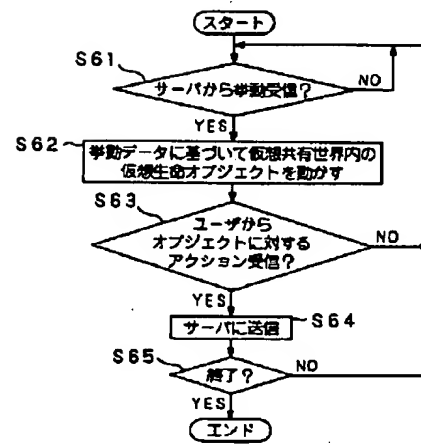 スタート
S61
サーバから挙動受信?
NO
YES
S62
挙動データに基づいて仮想共有世界内の
仮想生命オブジェクトを動かす
S63
ユーザから
オブジェクトに対する
アクション受信?
NO
YES
サーバに送信
S64
S65
終了?
NO
YES
エンド